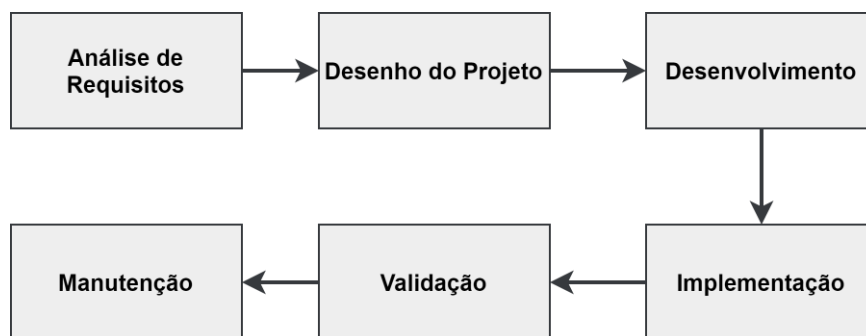 Análise de
Requisitos
Desenho do Projeto
Desenvolvimento
Implementação
Validação
Manutenção